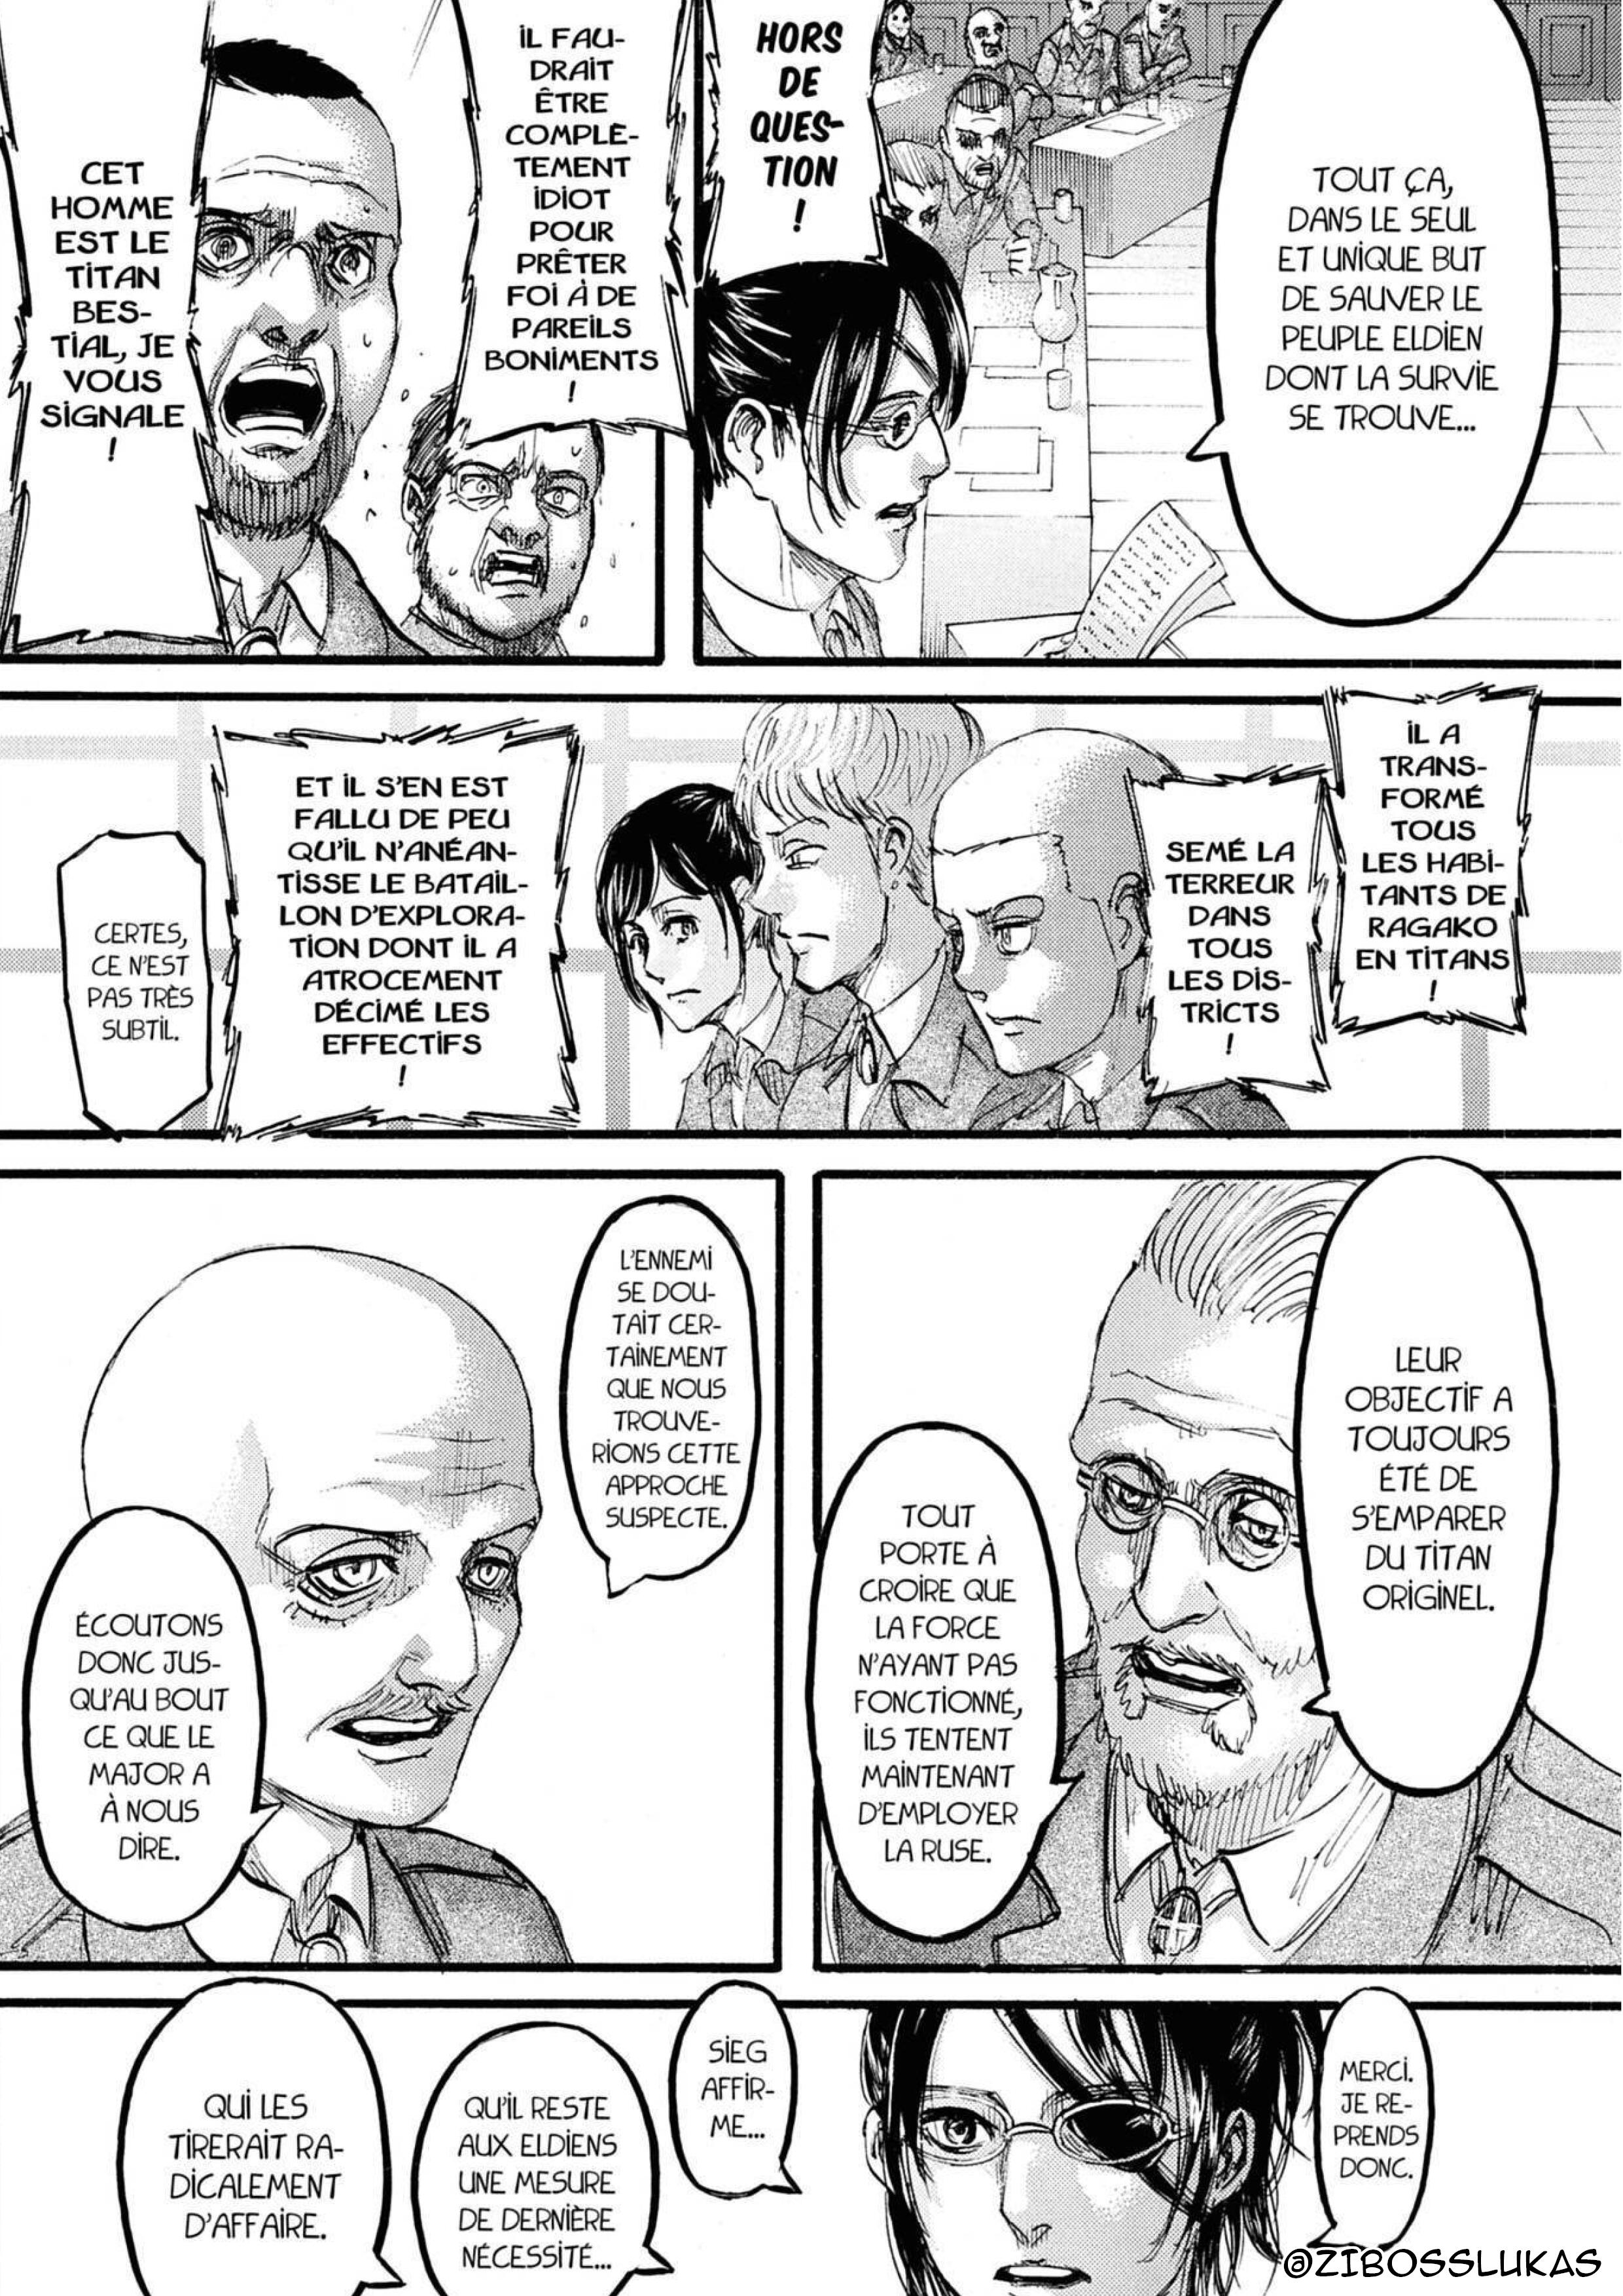 TOUT ÇA,
DANS LE SEUL
ET UNIQUE BUT
DE SAUVER LE
PEUPLE ELDIEN
DONT LA SURVIE
SE TROUVE...
HORS
DE
QUES-
TION
!
IL FAU-
DRAIT
ÊTRE
COMPLÈ-
TEMENT
IDIOT
POUR
PRÊTER
FOI À DE
PAREILS
BONIMENTS
!
CET
HOMME
EST LE
TITAN
BES-
TIAL, JE
VOUS
SIGNALE
!
IL A
TRANS-
FORMÉ
TOUS
LES HABI-
TANTS DE
RAGAKO
EN TITANS
!
SEMÉ LA
TERREUR
DANS
TOUS
LES DIS-
TRICTS
!
ET IL S'EN EST
FALLU DE PEU
QU'IL N'ANÉAN-
TISSE LE BATAIL-
LON D'EXPLORA-
TION DONT IL A
ATROCEMENT
DÉCIMÉ LES
EFFECTIFS
!
CERTES,
CE N'EST
PAS TRÈS
SUBTIL.
LEUR
OBJECTIF A
TOUJOURS
ÉTÉ DE
S'EMPARER
DU TITAN
ORIGINEL.
TOUT
PORTE À
CROIRE QUE
LA FORCE
N'AYANT PAS
FONCTIONNÉ,
ILS TENTENT
MAINTENANT
D'EMPLOYER
LA RUSE.
L'ENNEMI
SE DOU-
TAIT CER-
TAINEMENT
QUE NOUS
TROUVE-
RIONS CETTE
APPROCHE
SUSPECTE.
ÉCOUTONS
DONC JUS-
QU'AU BOUT
CE QUE LE
MAJOR A
À NOUS
DIRE.
MERCI.
JE RE-
PRENDS
DONC.
SIEG
AFFIR-
ME...
QU'IL RESTE
AUX ELDIENS
UNE MESURE
DE DERNIÈRE
NÉCESSITÉ...
QUI LES
TIRERAIT RA-
DICALEMENT
D'AFFAIRE.
@ZIBOSSLUKAS